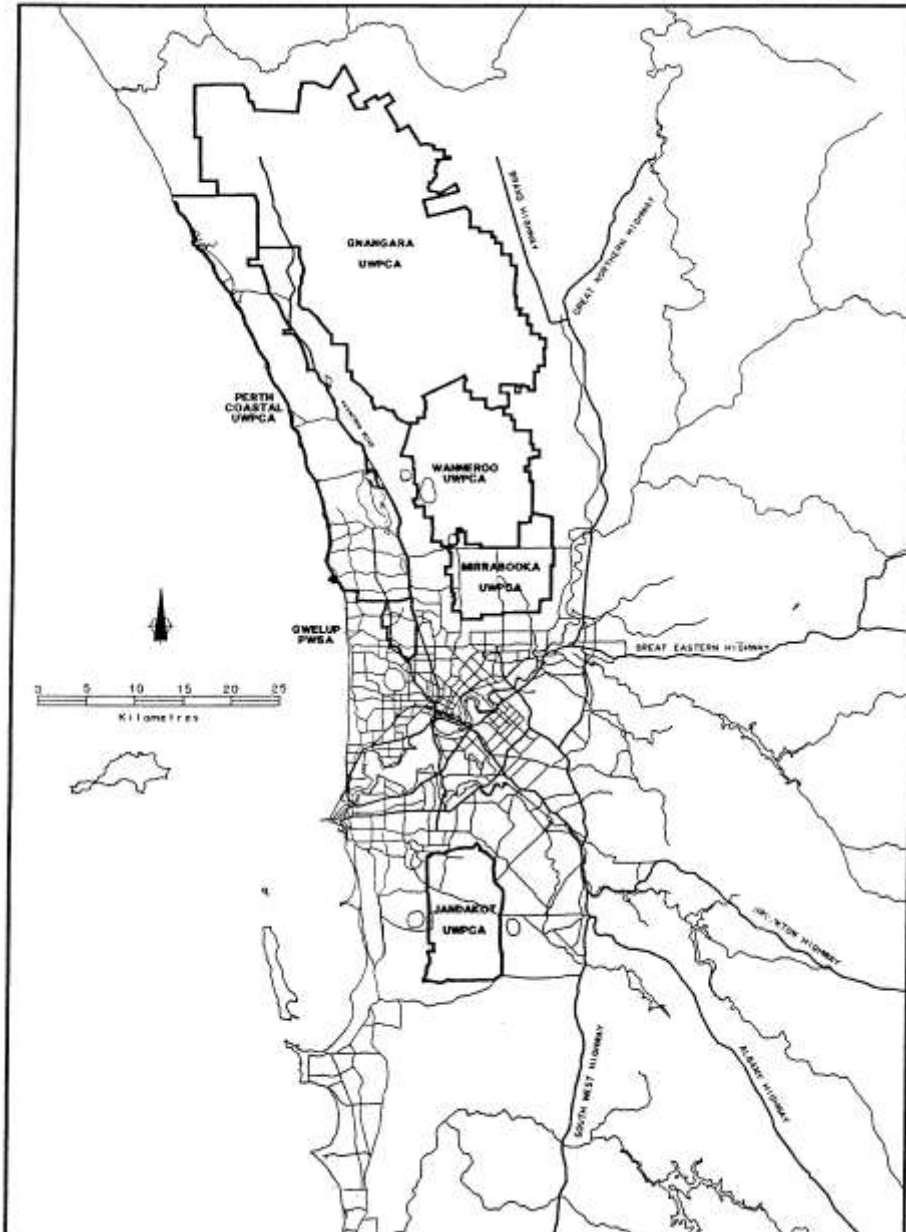 BRAND HIGHWAY
GREAT NORTHERN HIGHWAY
GNANGARA
UWPCA
PERTH
COASTAL
UWPCA
WANNEROO
UWPCA
MIRRABOOKA
UWPCA
GWELUP
PWSA
GREAT EASTERN HIGHWAY
0 5 10 15 20 25
Kilometres
JANDAKOT
UWPCA
HIGHWAY
ALBANY HIGHWAY
SOUTH WEST HIGHWAY